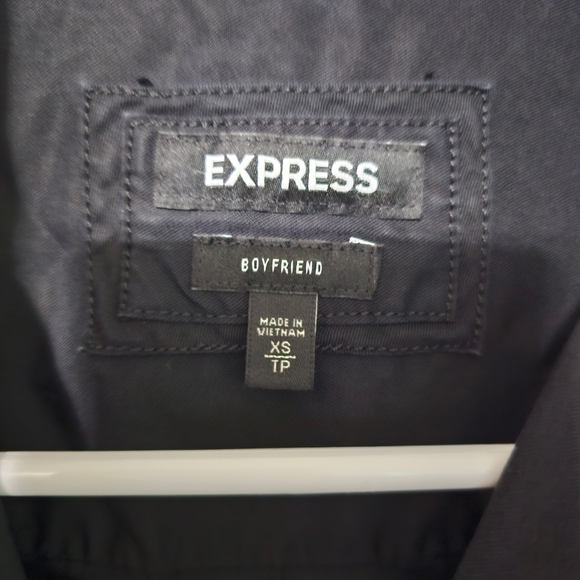 EXPRESS
BOYFRIEND
MADE IN
VIETNAM
XS
TP